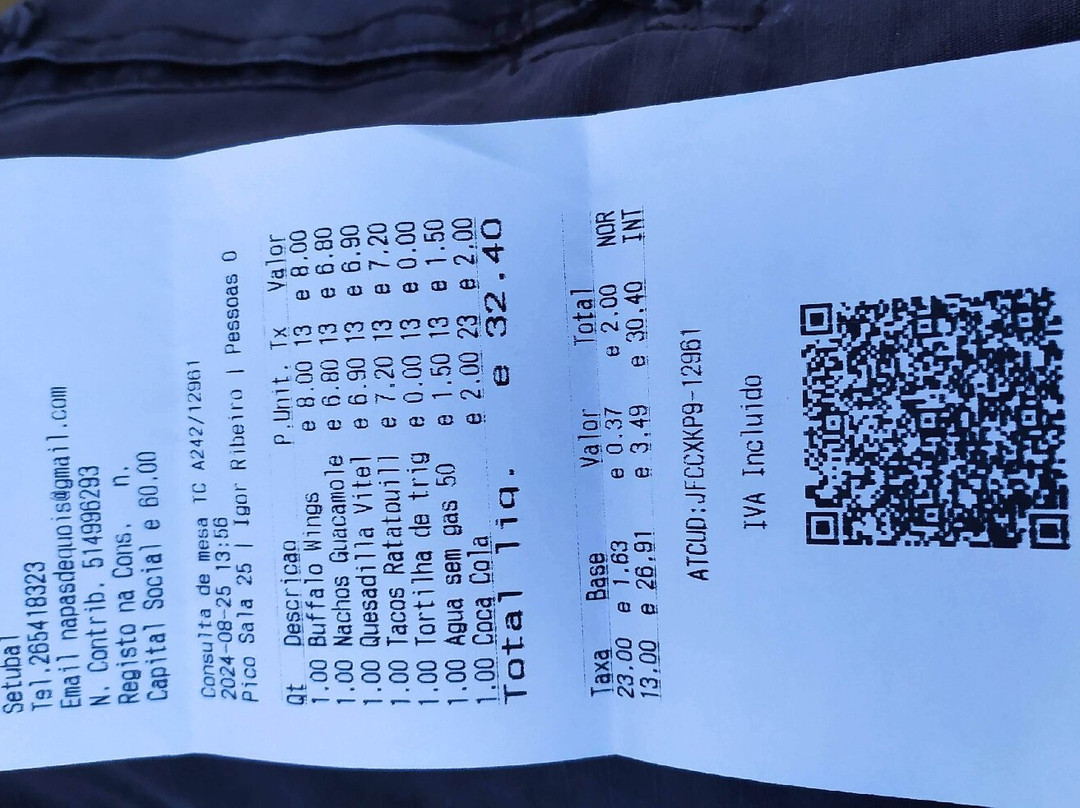 Setubal
Tel.265418323
Email napasdequois@gmail.com
N. Contrib. 514996293
Registo na Cons. n.
Capital Social e 60.00
Consulta de mesa TC A242/12961
2024-08-25 13:56
Pico Sala 25 | Igor Ribeiro | Pessoas 0
Qt Descricao P.Unit. Tx Valor
1.00 Buffalo Wings e 8.00 13 e 8.00
1.00 Nachos Guacamole e 6.80 13 e 6.80
1.00 Quesadilla Vitel e 6.90 13 e 6.90
1.00 Tacos Ratatouill e 7.20 13 e 7.20
1.00 Tortilha de trig e 0.00 13 e 0.00
1.00 Agua sem gas 50 e 1.50 13 e 1.50
1.00 Coca Cola e 2.00 23 e 2.00
Total liq. e 32.40
Taxa Base Valor Total
23.00 e 1.63 e 0.37 e 2.00 NOR
13.00 e 26.91 e 3.49 e 30.40 INT
ATCUD:JFCCXKP9-12961
IVA Incluido